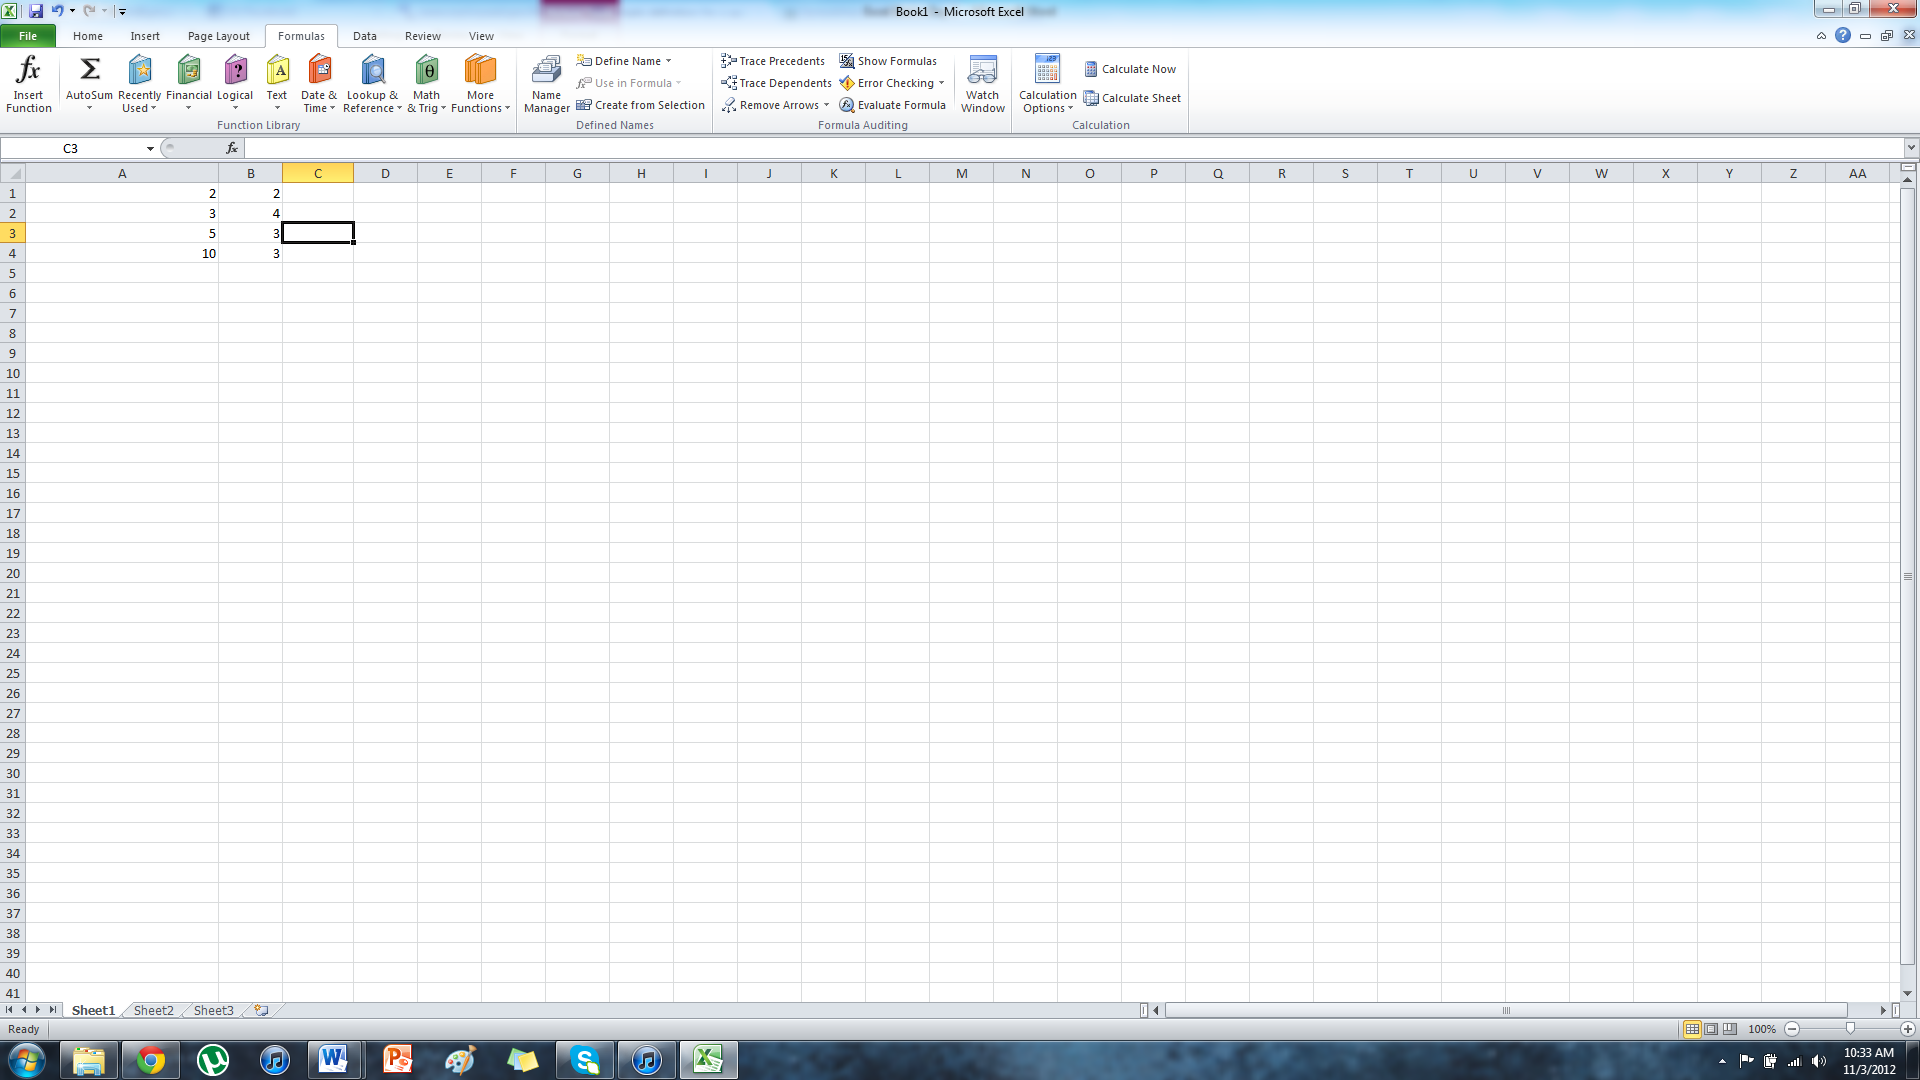 Book1 - Microsoft Excel
File Home Insert Page Layout Formulas Data Review View
Insert Function
AutoSum
Recently Used
Financial
Logical
Text
Date & Time
Lookup & Reference
Math & Trig
More Functions
Function Library
Name Manager
Define Name
Use in Formula
Create from Selection
Defined Names
Trace Precedents
Trace Dependents
Remove Arrows
Show Formulas
Error Checking
Evaluate Formula
Formula Auditing
Watch Window
Calculation Options
Calculate Now
Calculate Sheet
Calculation
C3 fx
A B C D E F G H I J K L M N O P Q R S T U V W X Y Z AA
1 2 2
2 3 4
3 5 3
4 10 3
5
6
7
8
9
10
11
12
13
14
15
16
17
18
19
20
21
22
23
24
25
26
27
28
29
30
31
32
33
34
35
36
37
38
39
40
41
Sheet1 Sheet2 Sheet3
Ready 100%
10:33 AM
11/3/2012